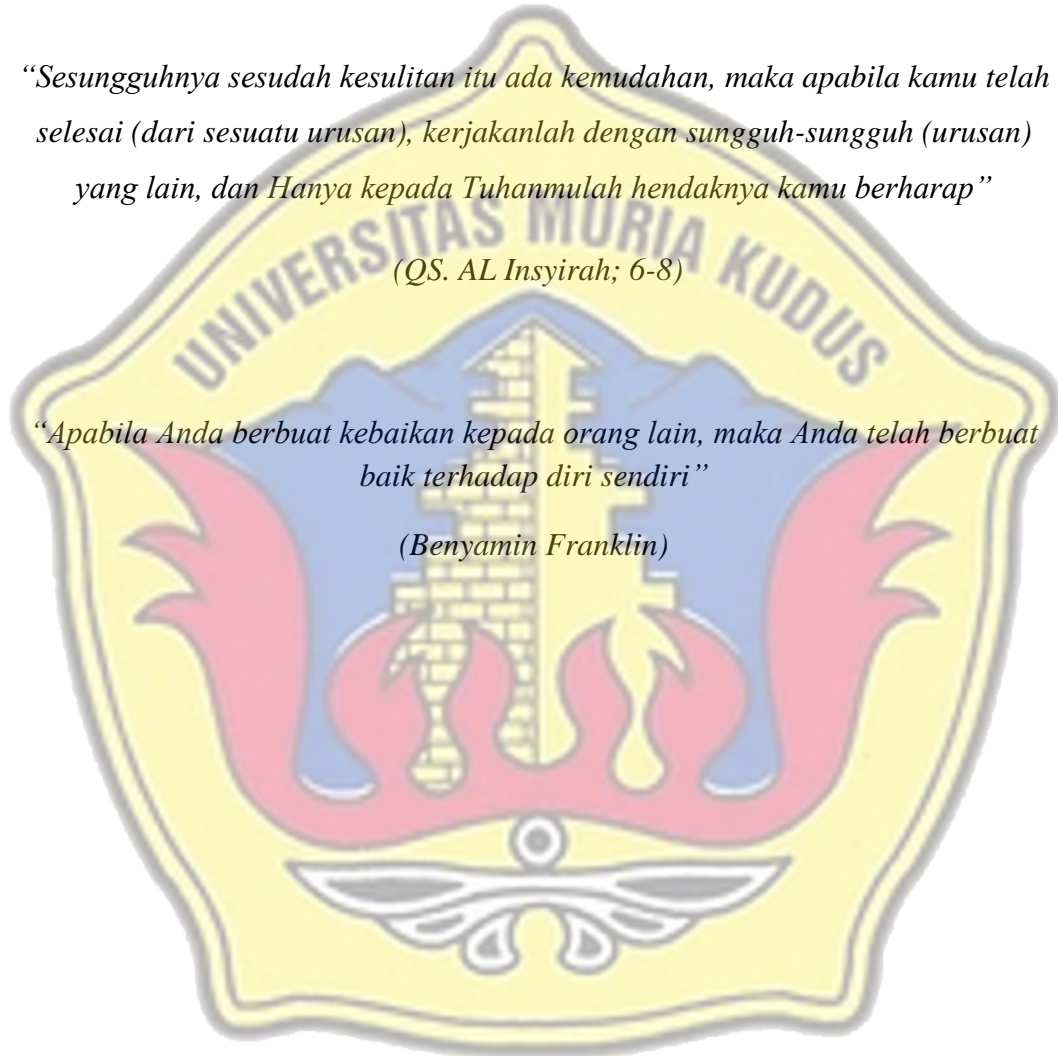 “Sesungguhnya sesudah kesulitan itu ada kemudahan, maka apabila kamu telah
selesai (dari sesuatu urusan), kerjakanlah dengan sungguh-sungguh (urusan)
yang lain, dan Hanya kepada Tuhanmulah hendaknya kamu berharap”
UNIVERSITAS MURIA KUDUS
(QS. AL Insyirah; 6-8)
“Apabila Anda berbuat kebaikan kepada orang lain, maka Anda telah berbuat
baik terhadap diri sendiri”
(Benyamin Franklin)